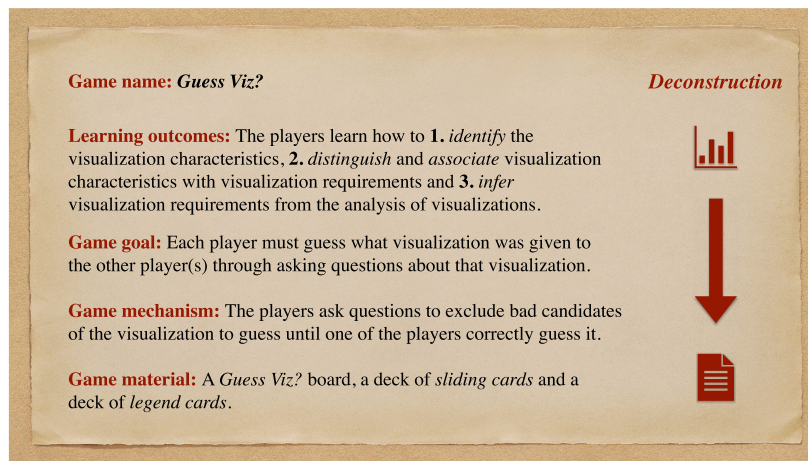 Game name: Guess Viz?
Deconstruction
Learning outcomes: The players learn how to 1. identify the
visualization characteristics, 2. distinguish and associate visualization
characteristics with visualization requirements and 3. infer
visualization requirements from the analysis of visualizations.
Game goal: Each player must guess what visualization was given to
the other player(s) through asking questions about that visualization.
Game mechanism: The players ask questions to exclude bad candidates
of the visualization to guess until one of the players correctly guess it.
Game material: A Guess Viz? board, a deck of sliding cards and a
deck of legend cards.